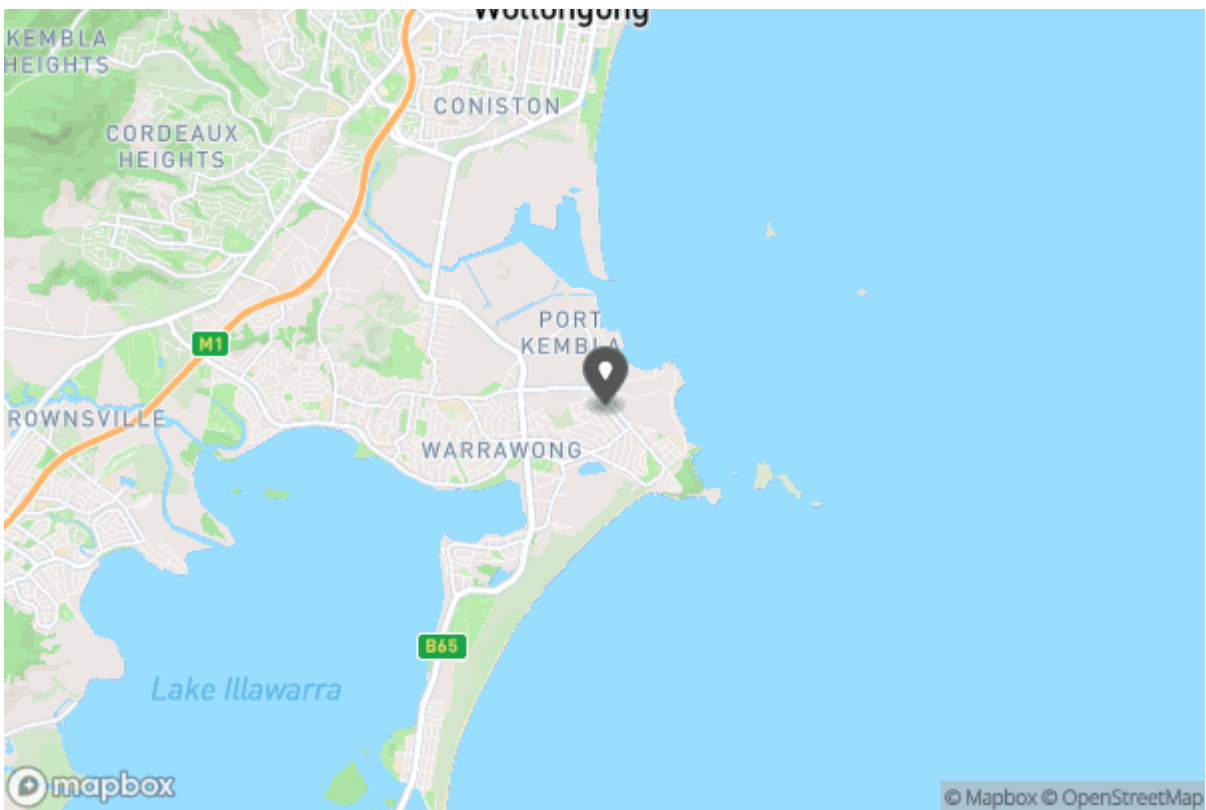 Wollongong
KEMBLA
HEIGHTS
CONISTON
CORDEAUX
HEIGHTS
PORT
KEMBLA
M1
ROWNSVILLE
WARRAWONG
B65
Lake Illawarra
mapbox
© Mapbox © OpenStreetMap